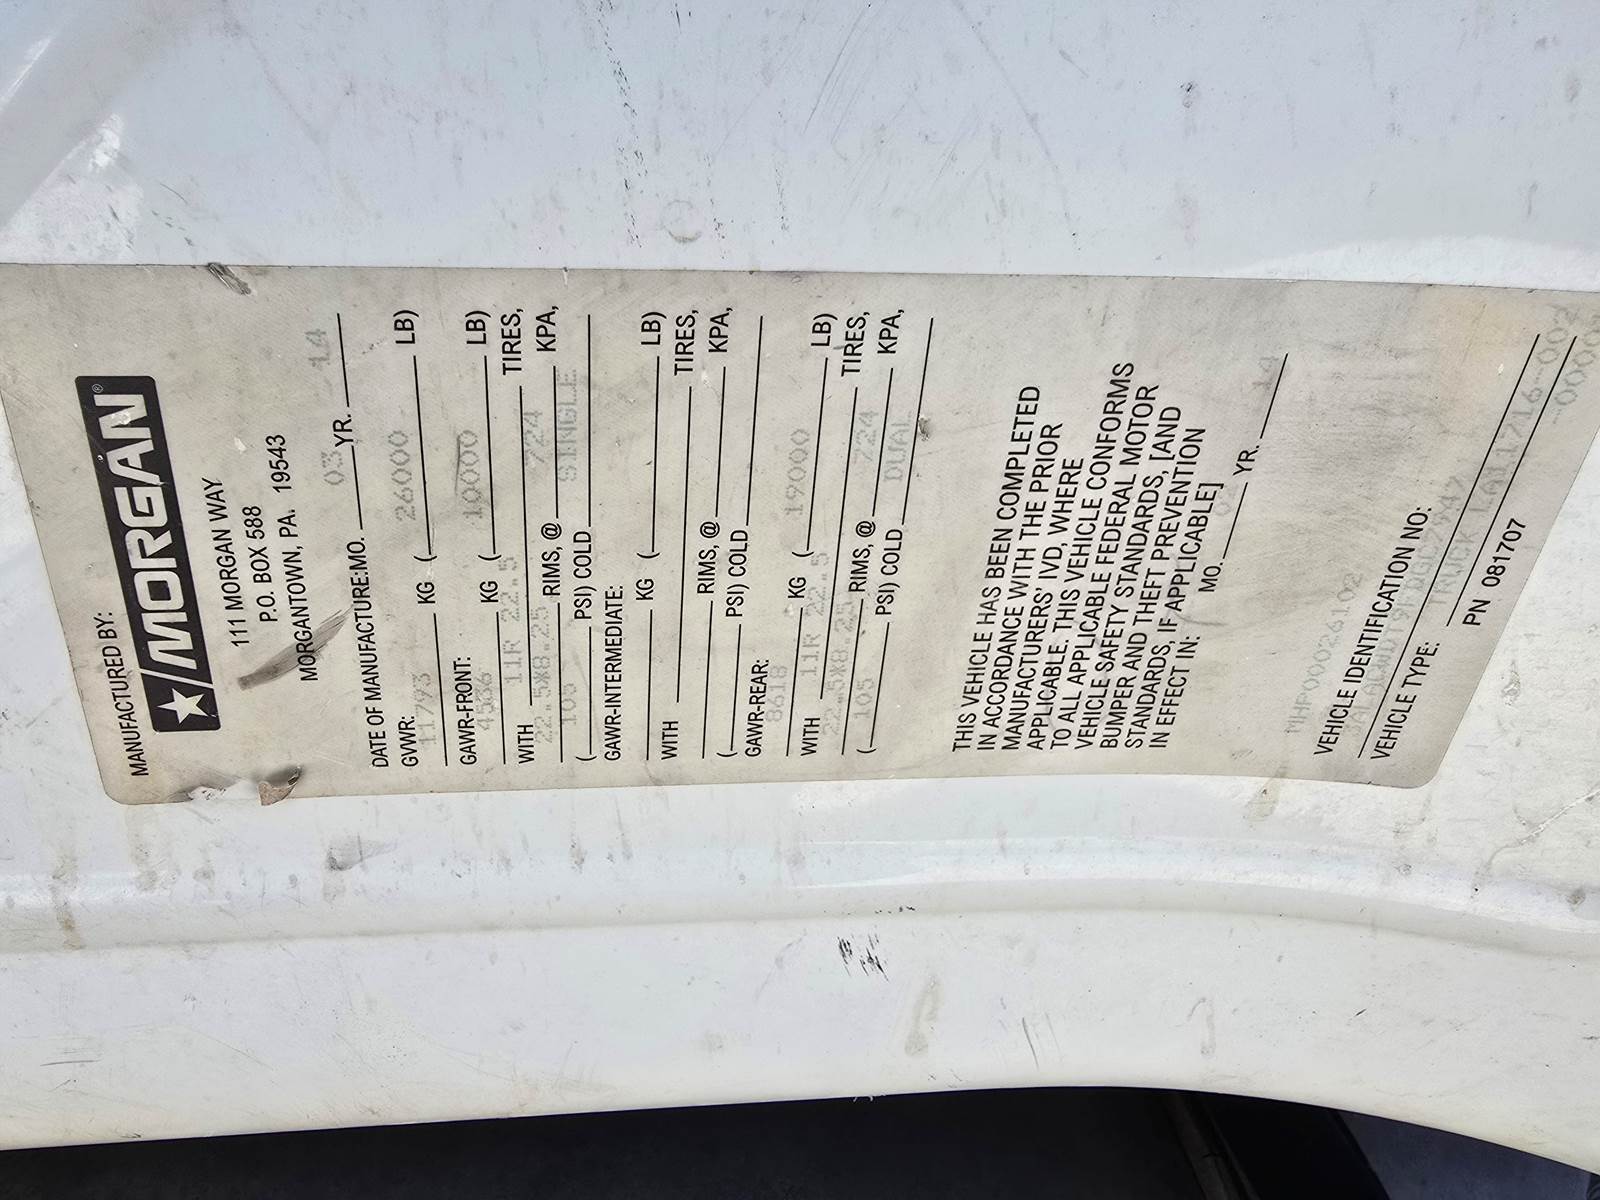 MANUFACTURED BY:
MORGAN®
111 MORGAN WAY
P.O. BOX 588
MORGANTOWN, PA. 19543
DATE OF MANUFACTURE:MO. 03 YR. 14
GVWR:
11793 KG ( 26000 LB)
GAWR-FRONT:
4536 KG ( 10000 LB)
WITH 11R 22.5 TIRES,
22.5*8.25 RIMS, @ 724 KPA,
( 105 PSI) COLD SINGLE
GAWR-INTERMEDIATE:
KG ( LB)
WITH TIRES,
RIMS, @ KPA,
( PSI) COLD
GAWR-REAR:
8618 KG ( 19000 LB)
WITH 11R 22.5 TIRES,
22.5*8.25 RIMS, @ 724 KPA,
( 105 PSI) COLD DUAL
THIS VEHICLE HAS BEEN COMPLETED
IN ACCORDANCE WITH THE PRIOR
MANUFACTURERS' IVD, WHERE
APPLICABLE. THIS VEHICLE CONFORMS
TO ALL APPLICABLE FEDERAL MOTOR
VEHICLE SAFETY STANDARDS, [AND
BUMPER AND THEFT PREVENTION
STANDARDS, IF APPLICABLE]
IN EFFECT IN: MO. YR. 14
MHP00026102
VEHICLE IDENTIFICATION NO:
VEHICLE TYPE: TRUCK
PN 081707